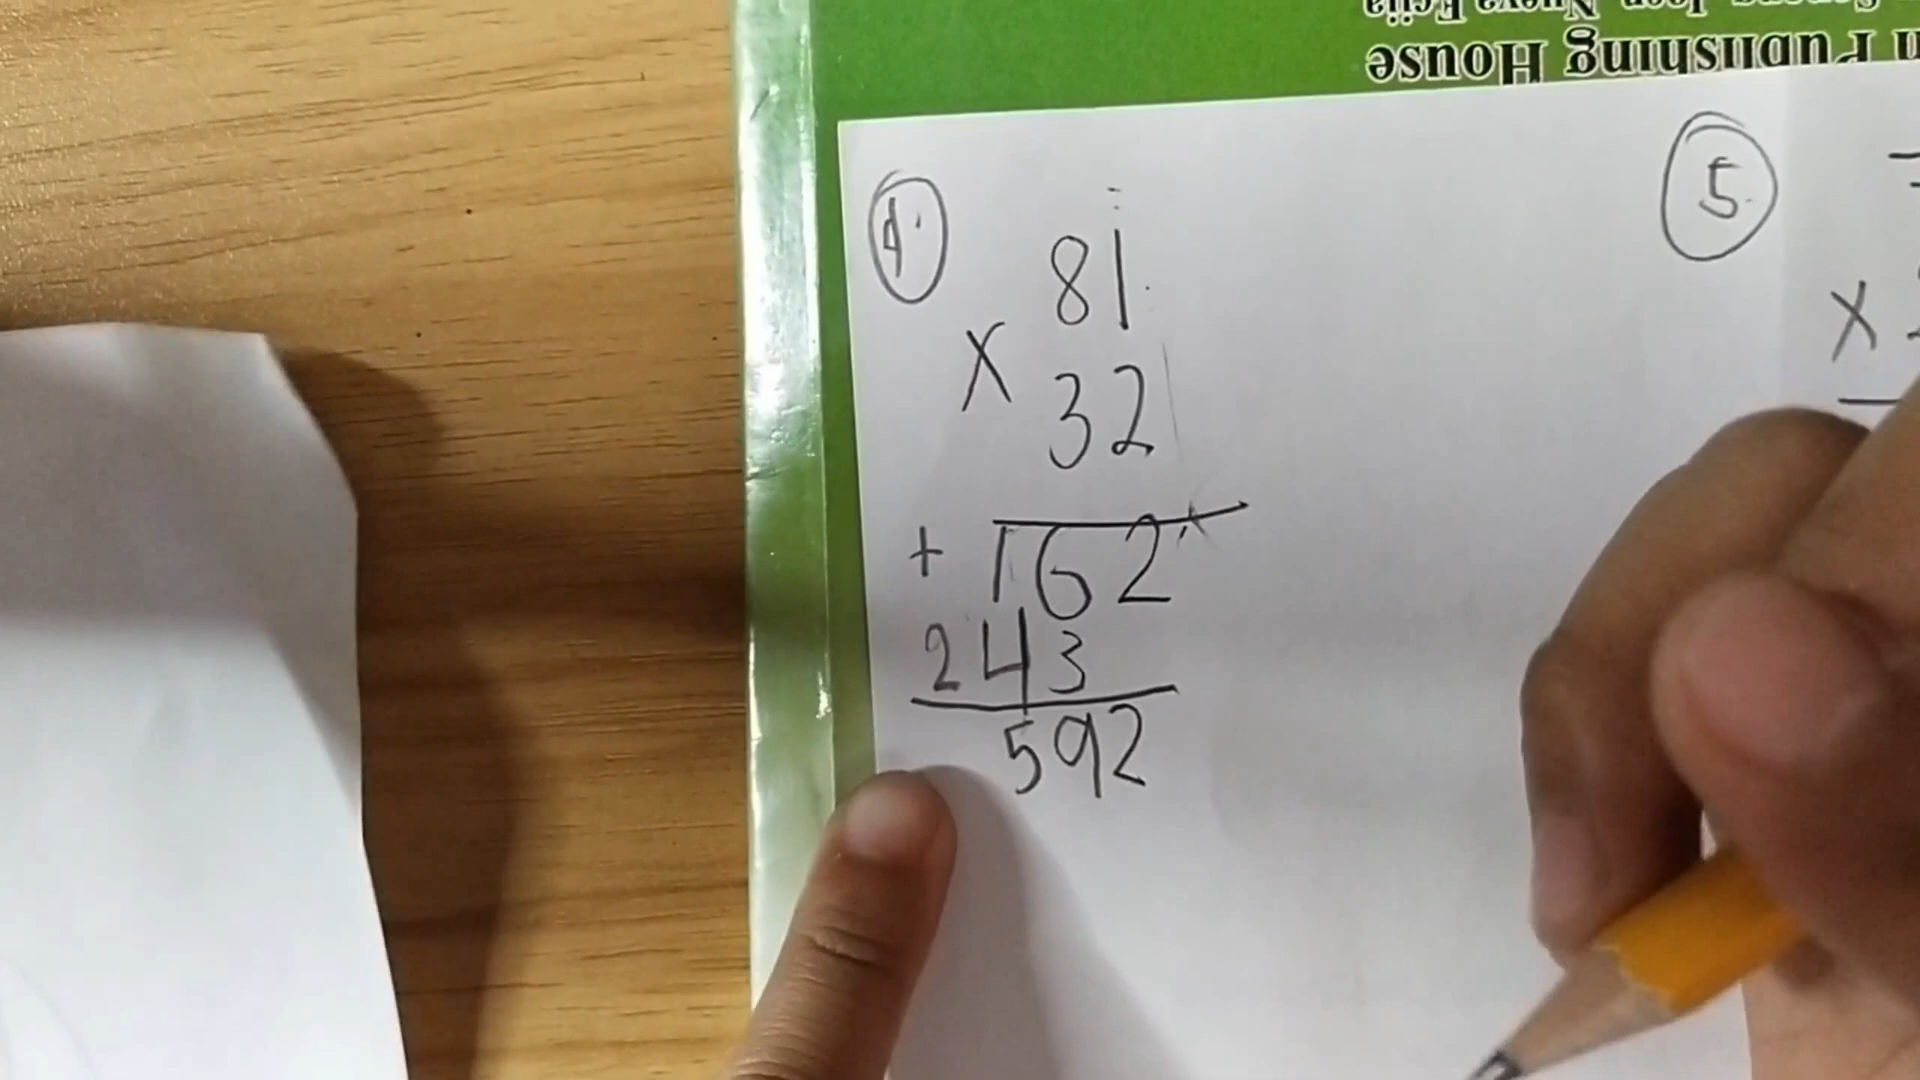 Publishing House
4.
81
x 32
+ 162
243
592
5.
x